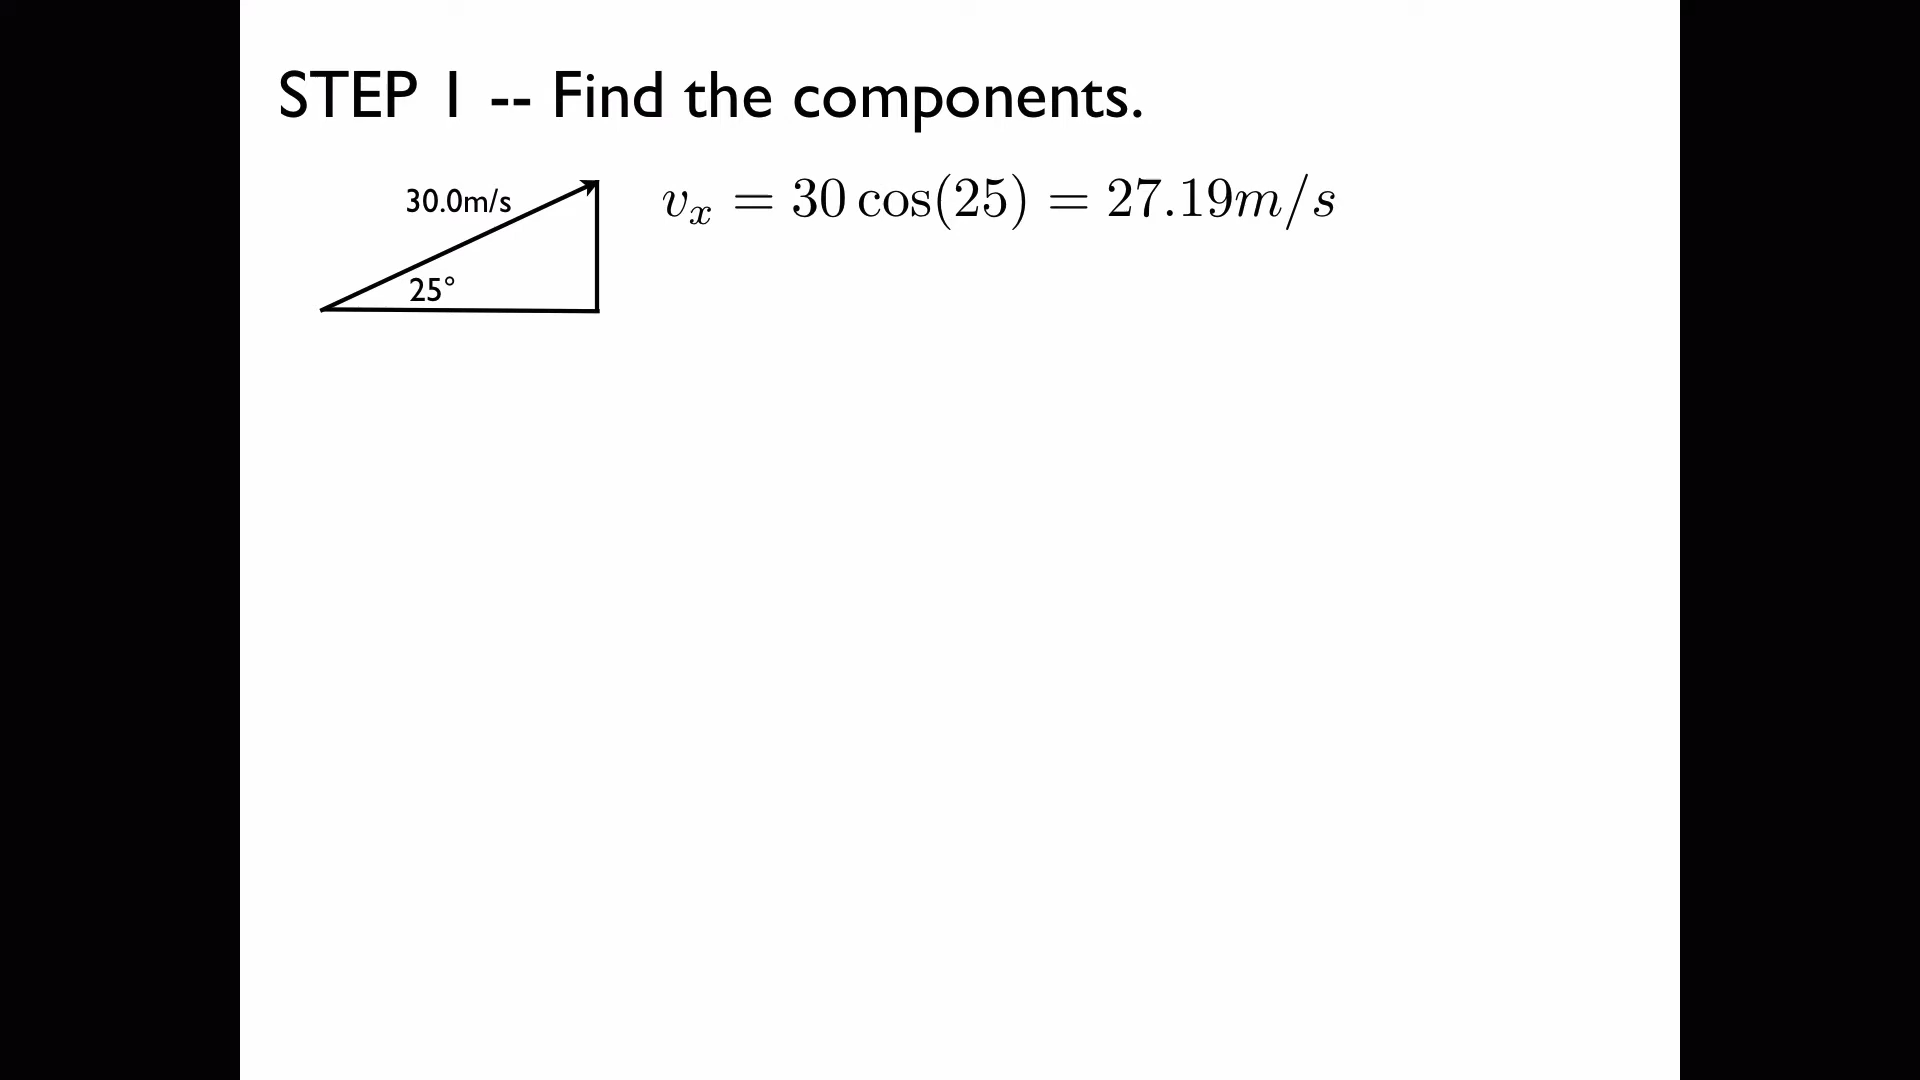 STEP 1 -- Find the components.
30.0m/s
v_x = 30 cos(25) = 27.19m/s
25°